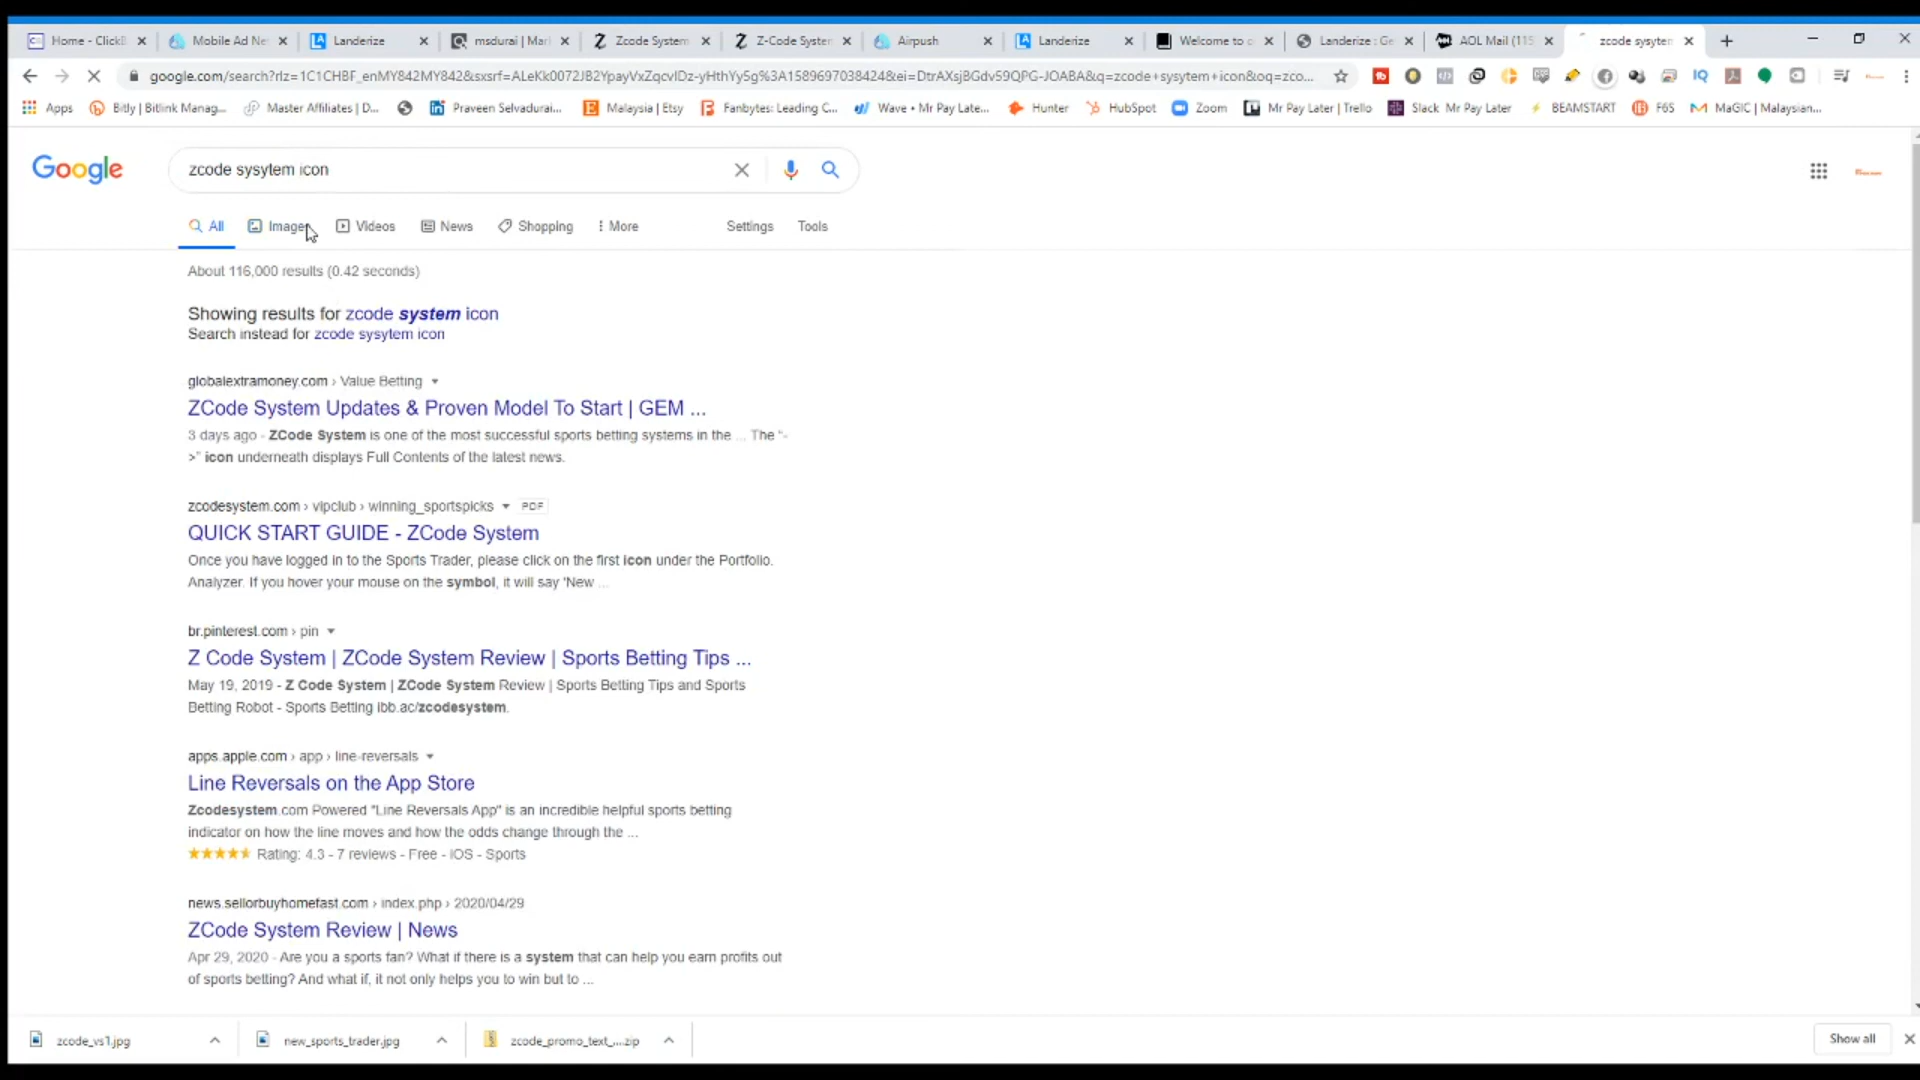 Home - ClickB
Mobile Ad Ne
Landerize
msdurai | Mar
Zcode System
Z-Code Syster
Airpush
Landerize
Welcome to c
Landerize : Ge
AOL Mail (115
zcode sysyter
google.com/search?rlz=1C1CHBF_enMY842MY842&sxsrf=ALeKk0072JB2YpayVxZqcvIDz-yHthYy5g%3A1589697038424&ei=DtrAXsjBGdv59QPG-JOABA&q=zcode+sysytem+icon&oq=zco...
Apps
Bitly | Bitlink Manag...
Master Affiliates | D...
Praveen Selvadurai...
Malaysia | Etsy
Fanbytes: Leading C...
Wave • Mr Pay Late...
Hunter
HubSpot
Zoom
Mr Pay Later | Trello
Slack Mr Pay Later
BEAMSTART
F6S
MaGIC | Malaysian...
Google
zcode sysytem icon
All
Images
Videos
News
Shopping
More
Settings
Tools
About 116,000 results (0.42 seconds)
Showing results for zcode system icon
Search instead for zcode sysytem icon
globalextramoney.com › Value Betting
ZCode System Updates & Proven Model To Start | GEM ...
3 days ago - ZCode System is one of the most successful sports betting systems in the ... The "-
>" icon underneath displays Full Contents of the latest news.
zcodesystem.com › vipclub › winning_sportspicks PDF
QUICK START GUIDE - ZCode System
Once you have logged in to the Sports Trader, please click on the first icon under the Portfolio.
Analyzer. If you hover your mouse on the symbol, it will say 'New ...
br.pinterest.com › pin
Z Code System | ZCode System Review | Sports Betting Tips ...
May 19, 2019 - Z Code System | ZCode System Review | Sports Betting Tips and Sports
Betting Robot - Sports Betting ibb.ac/zcodesystem.
apps.apple.com › app › line-reversals
Line Reversals on the App Store
Zcodesystem.com Powered "Line Reversals App" is an incredible helpful sports betting
indicator on how the line moves and how the odds change through the ...
Rating: 4.3 - 7 reviews - Free - iOS - Sports
news.sellorbuyhomefast.com › index.php › 2020/04/29
ZCode System Review | News
Apr 29, 2020 - Are you a sports fan? What if there is a system that can help you earn profits out
of sports betting? And what if, it not only helps you to win but to ...
zcode_vs1.jpg
new_sports_trader.jpg
zcode_promo_text_....zip
Show all